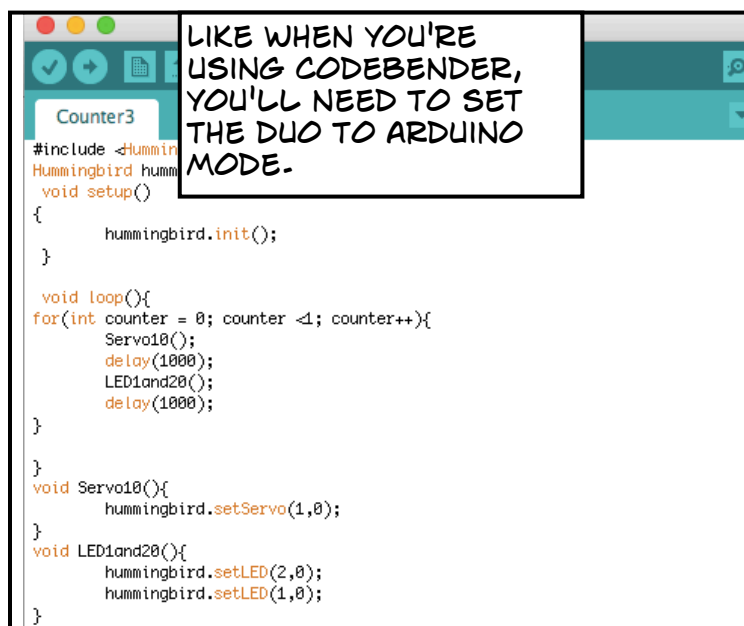 LIKE WHEN YOU'RE
USING CODEBENDER,
YOU'LL NEED TO SET
THE DUO TO ARDUINO
MODE.
Counter3
#include <Hummin
Hummingbird humm
void setup()
{
hummingbird.init();
}
void loop(){
for(int counter = 0; counter <1; counter++){
Servo10();
delay(1000);
LED1and20();
delay(1000);
}
}
void Servo10(){
hummingbird.setServo(1,0);
}
void LED1and20(){
hummingbird.setLED(2,0);
hummingbird.setLED(1,0);
}